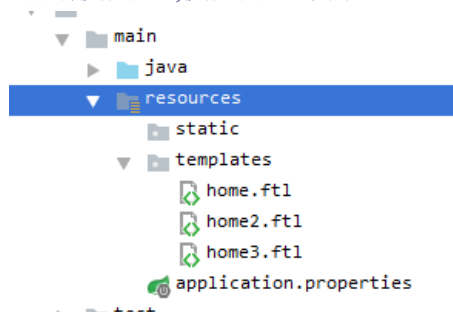 main
java
resources
static
templates
home.ftl
home2.ftl
home3.ftl
application.properties